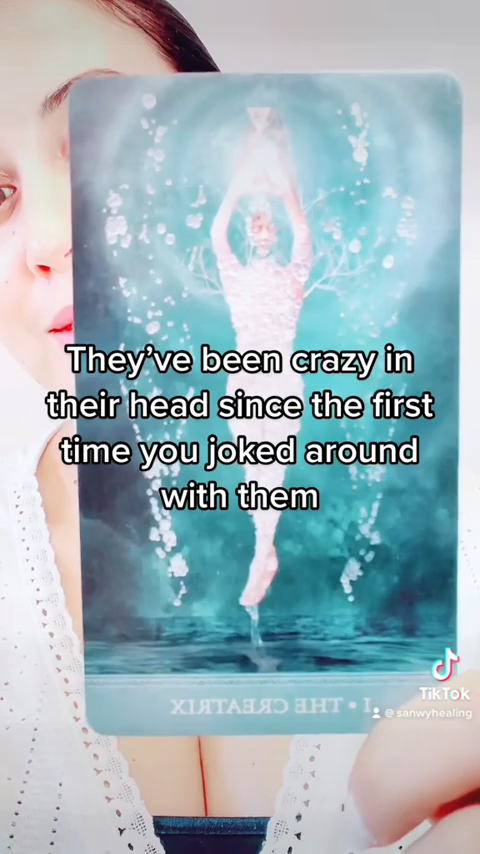 They've been crazy in
their head since the first
time you joked around
with them
TikTok
@sanwyhealing
I • THE CREATRIX